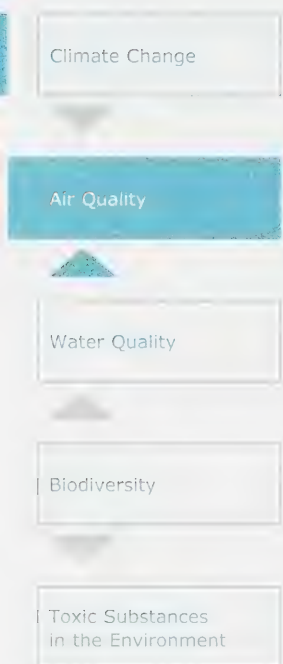 Climate Change
Air Quality
Water Quality
Biodiversity
Toxic Substances
in the Environment